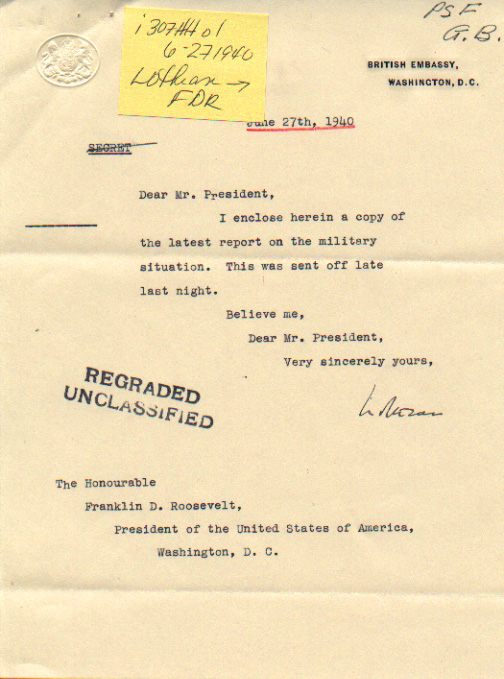 i307HH01
6-27 1940
Lothian →
FDR
PSF
G.B.
BRITISH EMBASSY,
WASHINGTON, D.C.
June 27th, 1940
SECRET
Dear Mr. President,
I enclose herein a copy of
the latest report on the military
situation. This was sent off late
last night.
Believe me,
Dear Mr. President,
Very sincerely yours,
Lothian
REGRADED
UNCLASSIFIED
The Honourable
Franklin D. Roosevelt,
President of the United States of America,
Washington, D. C.